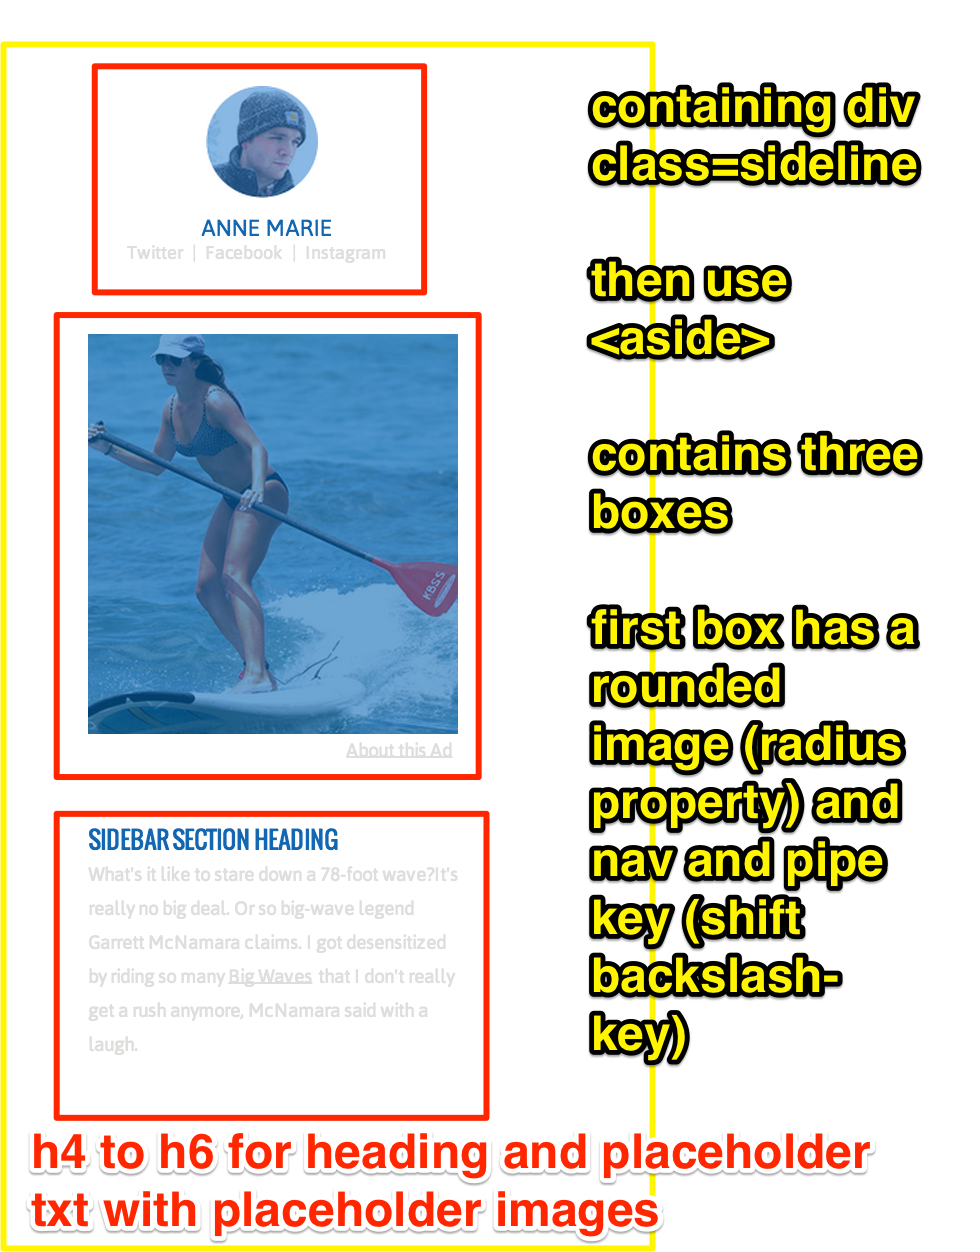 containing div
class=sideline
then use
<aside>
contains three
boxes
first box has a
rounded
image (radius
property) and
nav and pipe
key (shift
backslash-
key)
ANNE MARIE
Twitter | Facebook | Instagram
KBSS
About this Ad
SIDEBAR SECTION HEADING
What's it like to stare down a 78-foot wave?It's
really no big deal. Or so big-wave legend
Garrett McNamara claims. I got desensitized
by riding so many Big Waves that I don't really
get a rush anymore, McNamara said with a
laugh.
h4 to h6 for heading and placeholder
txt with placeholder images